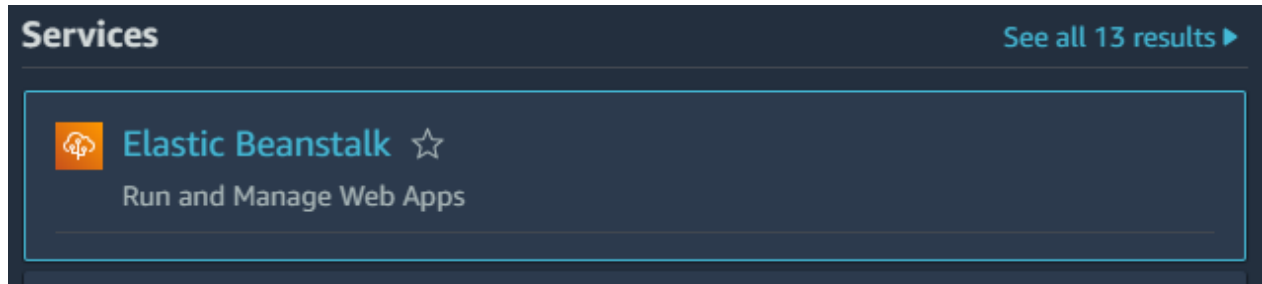 Services
See all 13 results
Elastic Beanstalk
Run and Manage Web Apps